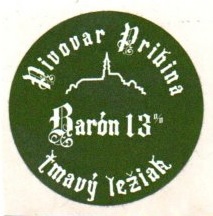 Pivovar Pribina
Barón 13%
tmavý ležiak